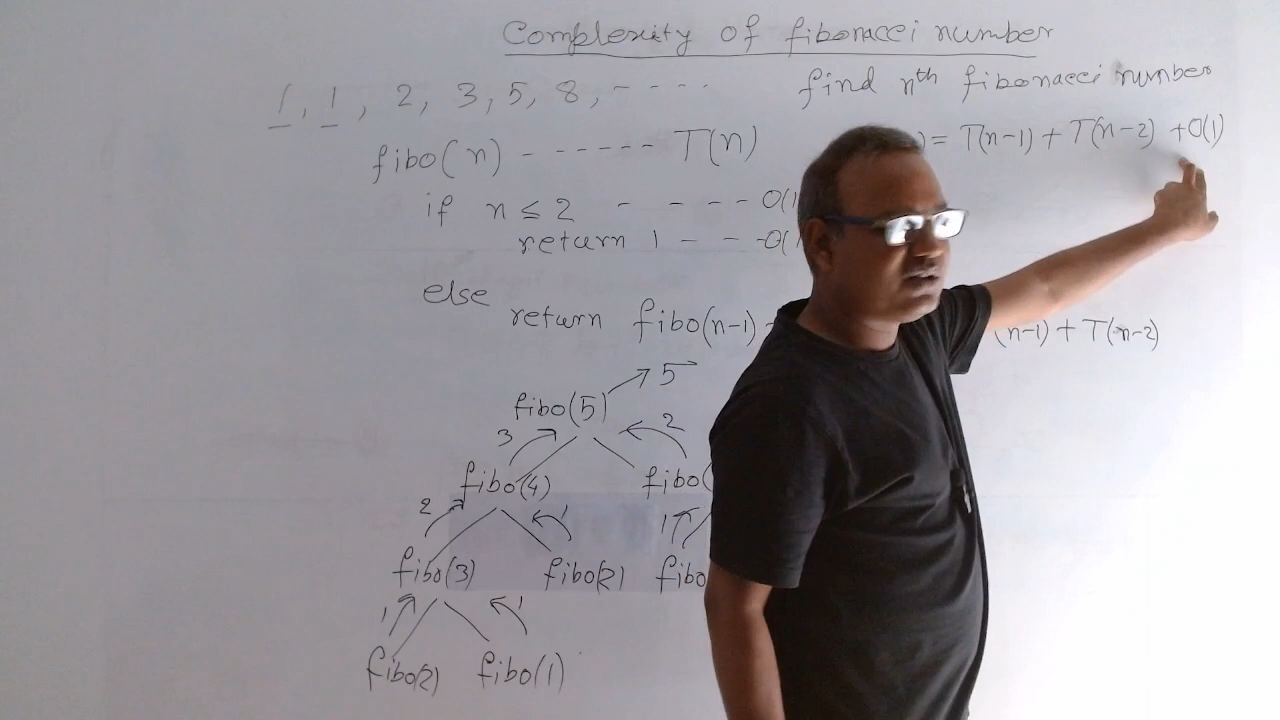 Complexity of fibonacci number
1, 1, 2, 3, 5, 8, - - - -
find nth fibonacci number
fibo(n) - - - - - - T(n)
) = T(n-1) + T(n-2) + O(1)
if n ≤ 2 - - - - O(1
return 1 - - - O(1
else
return fibo(n-1)
(n-1) + T(n-2)
5
fibo(5)
3 2
fibo(4) fibo(
2 1 1
fibo(3) fibo(2) fibo
1 1
fibo(2) fibo(1)